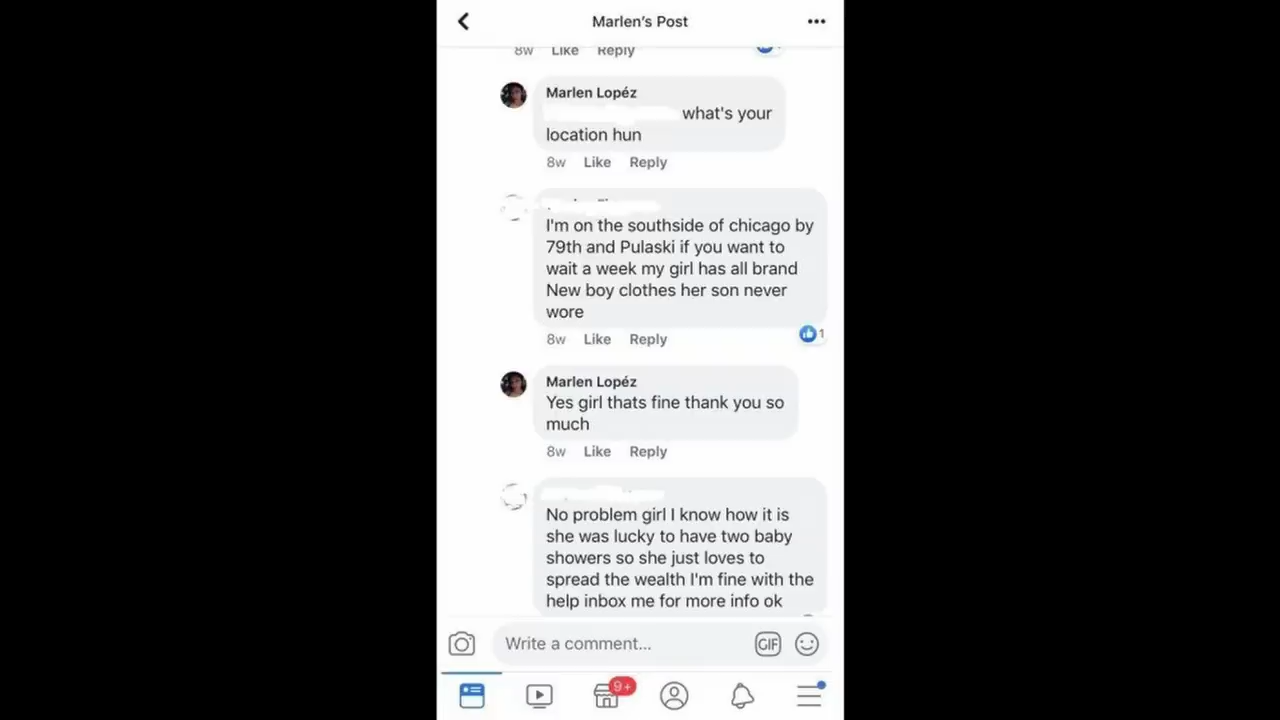 Marlen's Post
8w Like Reply
Marlen Lopéz
what's your
location hun
8w Like Reply
I'm on the southside of chicago by
79th and Pulaski if you want to
wait a week my girl has all brand
New boy clothes her son never
wore
8w Like Reply
1
Marlen Lopéz
Yes girl thats fine thank you so
much
8w Like Reply
No problem girl I know how it is
she was lucky to have two baby
showers so she just loves to
spread the wealth I'm fine with the
help inbox me for more info ok
Write a comment...
GIF
9+